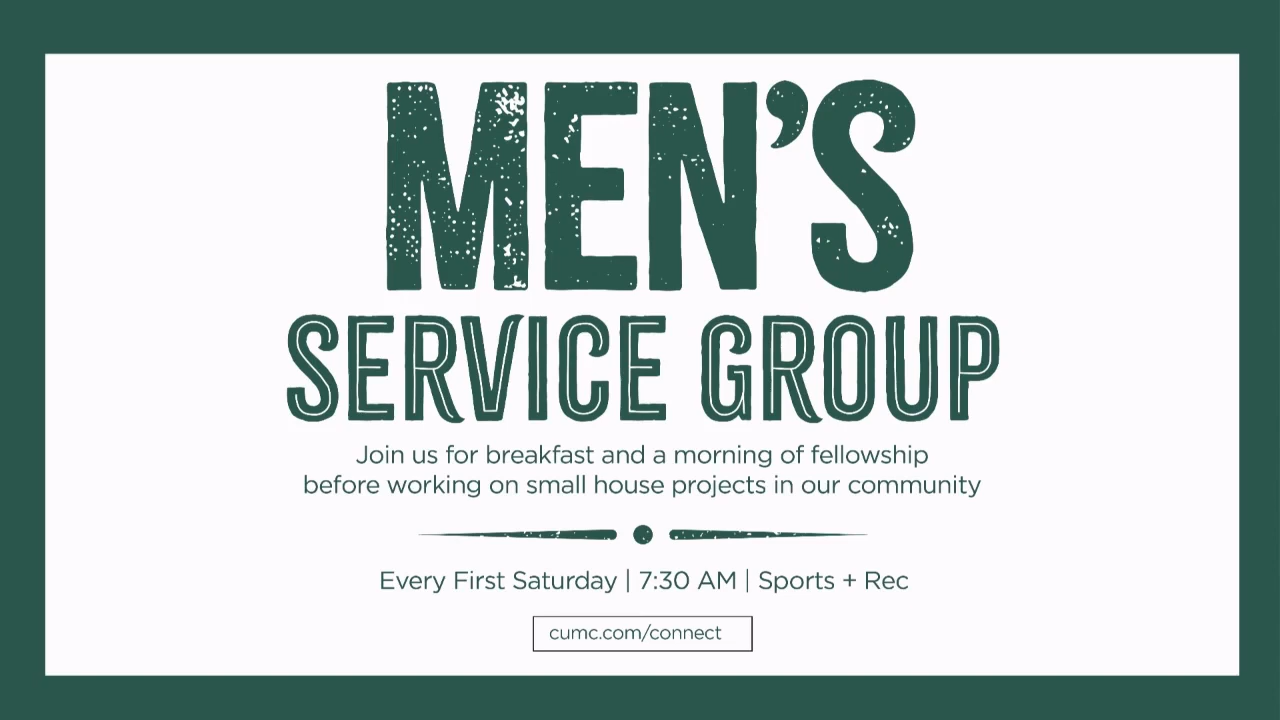 MEN’S
SERVICE GROUP
Join us for breakfast and a morning of fellowship
before working on small house projects in our community
Every First Saturday | 7:30 AM | Sports + Rec
cumc.com/connect